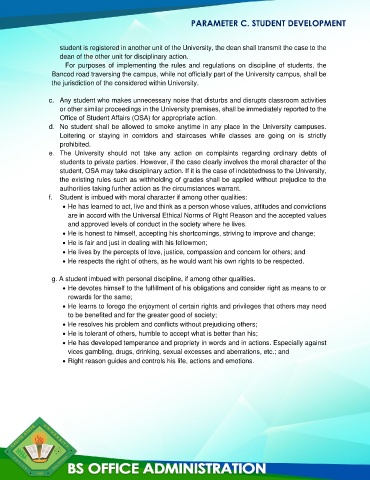 PARAMETER C. STUDENT DEVELOPMENT
student is registered in another unit of the University, the dean shall transmit the case to the
dean of the other unit for disciplinary action.
For purposes of implementing the rules and regulations on discipline of students, the
Bancod road traversing the campus, while not officially part of the University campus, shall be
the jurisdiction of the considered within University.
c. Any student who makes unnecessary noise that disturbs and disrupts classroom activities
or other similar proceedings in the University premises, shall be immediately reported to the
Office of Student Affairs (OSA) for appropriate action.
d. No student shall be allowed to smoke anytime in any place in the University campuses.
Loitering or staying in corridors and staircases while classes are going on is strictly
prohibited.
e. The University should not take any action on complaints regarding ordinary debts of
students to private parties. However, if the case clearly involves the moral character of the
student, OSA may take disciplinary action. If it is the case of indebtedness to the University,
the existing rules such as withholding of grades shall be applied without prejudice to the
authorities taking further action as the circumstances warrant.
f. Student is imbued with moral character if among other qualities:
• He has learned to act, live and think as a person whose values, attitudes and convictions
are in accord with the Universal Ethical Norms of Right Reason and the accepted values
and approved levels of conduct in the society where he lives.
• He is honest to himself, accepting his shortcomings, striving to improve and change;
• He is fair and just in dealing with his fellowmen;
• He lives by the percepts of love, justice, compassion and concern for others; and
• He respects the right of others, as he would want his own rights to be respected.
g. A student imbued with personal discipline, if among other qualities.
• He devotes himself to the fulfillment of his obligations and consider right as means to or
rewards for the same;
• He learns to forego the enjoyment of certain rights and privileges that others may need
to be benefited and for the greater good of society;
• He resolves his problem and conflicts without prejudicing others;
• He is tolerant of others, humble to accept what is better than his;
• He has developed temperance and propriety in words and in actions. Especially against
vices gambling, drugs, drinking, sexual excesses and aberrations, etc.; and
• Right reason guides and controls his life, actions and emotions.
BS OFFICE ADMINISTRATION